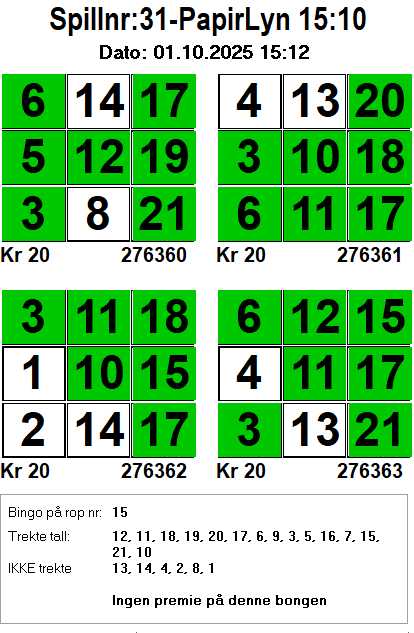 Spillnr:31-PapirLyn 15:10
Dato: 01.10.2025 15:12
6 14 17
5 12 19
3 8 21
Kr 20 276360
4 13 20
3 10 18
6 11 17
Kr 20 276361
3 11 18
1 10 15
2 14 17
Kr 20 276362
6 12 15
4 11 17
3 13 21
Kr 20 276363
Bingo på rop nr: 15
Trekte tall: 12, 11, 18, 19, 20, 17, 6, 9, 3, 5, 16, 7, 15,
21, 10
IKKE trekte 13, 14, 4, 2, 8, 1
Ingen premie på denne bongen